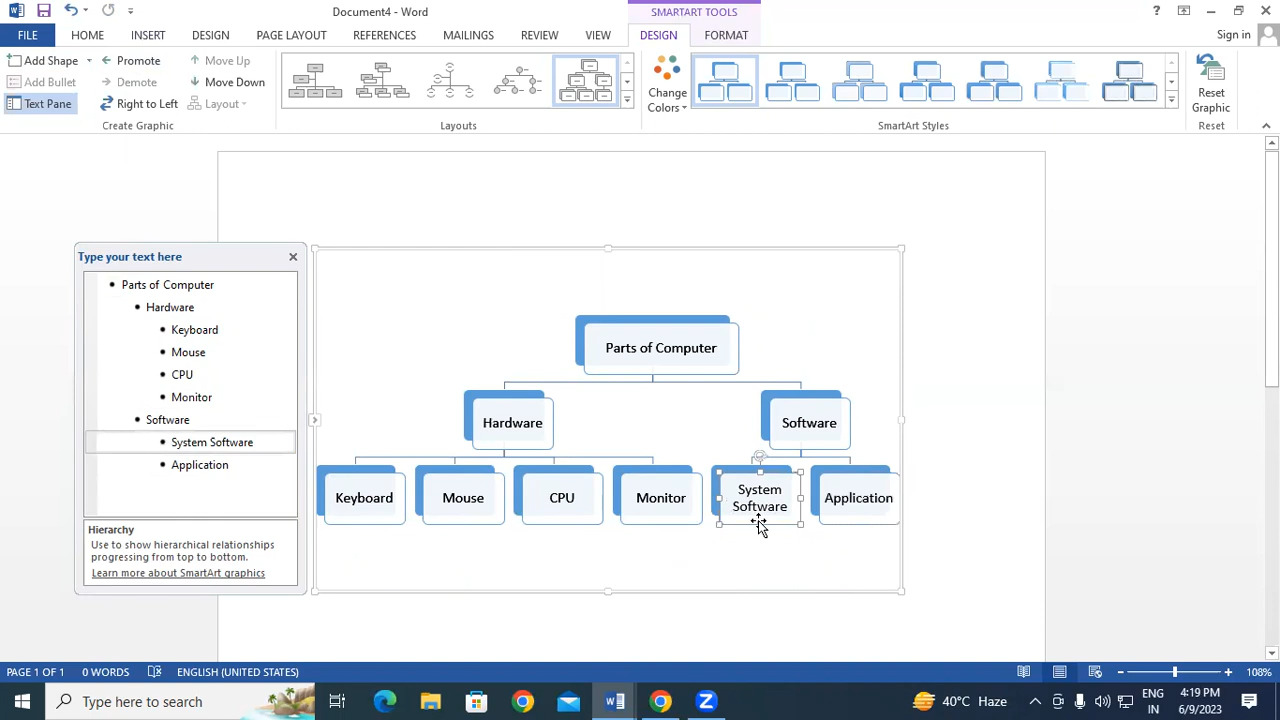 Document4 - Word
SMARTART TOOLS
?
FILE
HOME
INSERT
DESIGN
PAGE LAYOUT
REFERENCES
MAILINGS
REVIEW
VIEW
DESIGN
FORMAT
Sign in
Add Shape
Promote
Move Up
Add Bullet
Demote
Move Down
Text Pane
Right to Left
Layout
Create Graphic
Layouts
Change
Colors
SmartArt Styles
Reset
Graphic
Reset
Type your text here
Parts of Computer
Hardware
Keyboard
Mouse
CPU
Monitor
Software
System Software
Application
Hierarchy
Use to show hierarchical relationships
progressing from top to bottom.
Learn more about SmartArt graphics
Parts of Computer
Hardware
Software
Keyboard
Mouse
CPU
Monitor
System
Software
Application
PAGE 1 OF 1
0 WORDS
ENGLISH (UNITED STATES)
108%
Type here to search
40°C Haze
ENG
IN
4:19 PM
6/9/2023